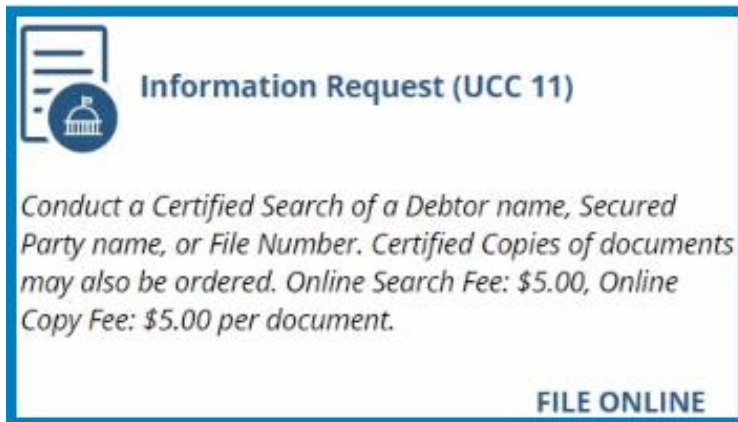 Information Request (UCC 11)
Conduct a Certified Search of a Debtor name, Secured
Party name, or File Number. Certified Copies of documents
may also be ordered. Online Search Fee: $5.00, Online
Copy Fee: $5.00 per document.
FILE ONLINE